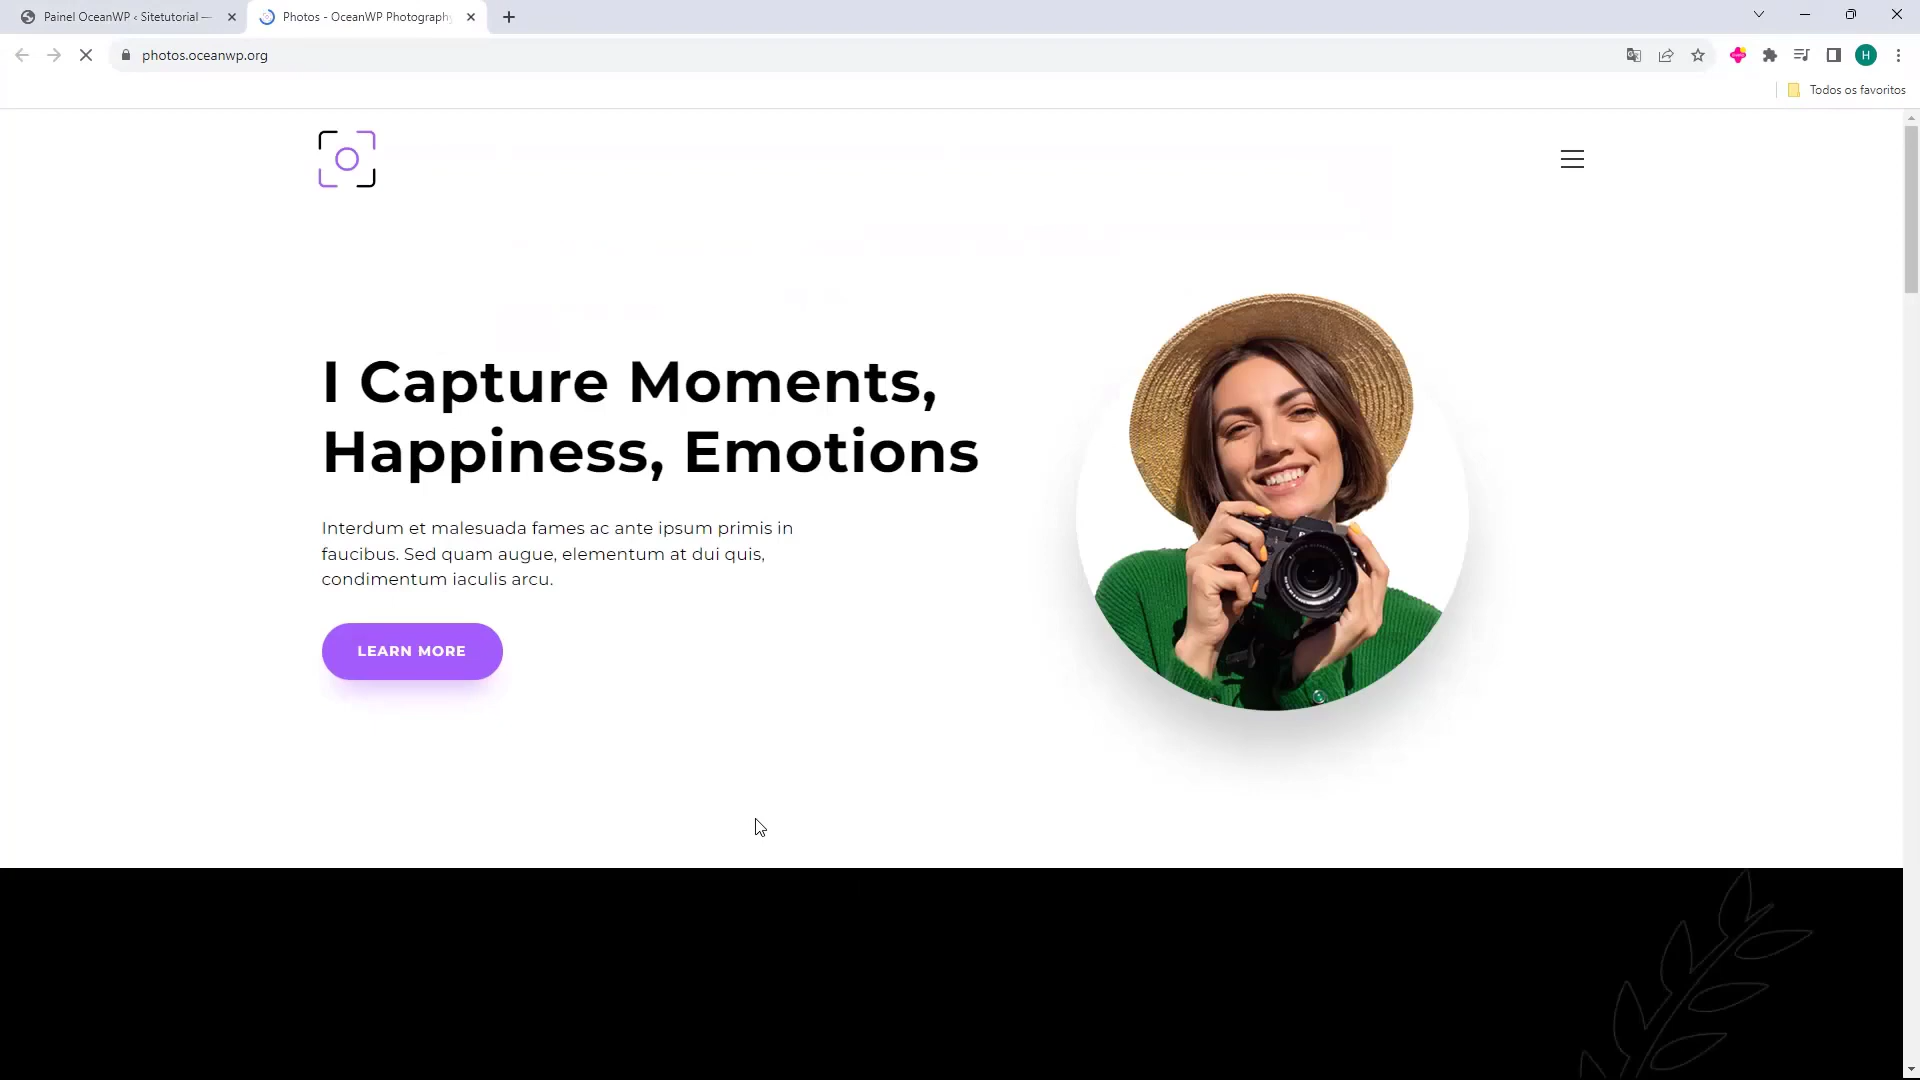 Painel OceanWP ‹ Sitetutorial —
Photos - OceanWP Photography
photos.oceanwp.org
H
Todos os favoritos
I Capture Moments,
Happiness, Emotions
Interdum et malesuada fames ac ante ipsum primis in
faucibus. Sed quam augue, elementum at dui quis,
condimentum iaculis arcu.
LEARN MORE